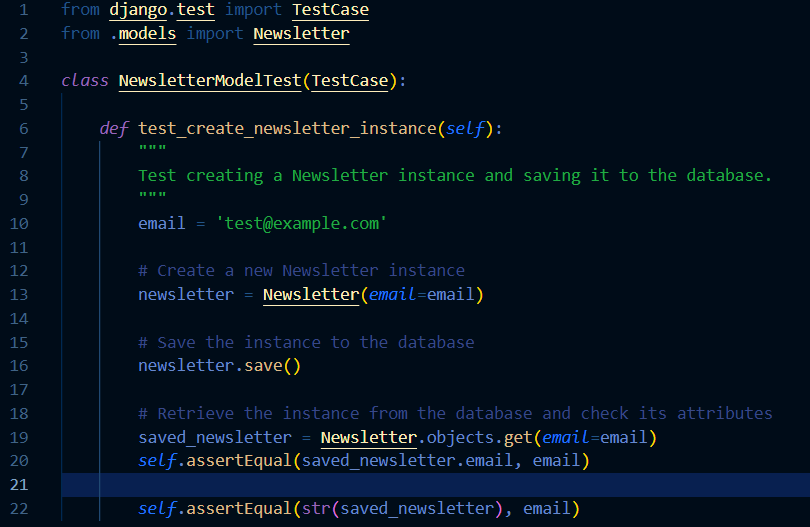 1 from django.test import TestCase
2 from .models import Newsletter
3
4 class NewsletterModelTest(TestCase):
5
6     def test_create_newsletter_instance(self):
7         """
8         Test creating a Newsletter instance and saving it to the database.
9         """
10         email = 'test@example.com'
11
12         # Create a new Newsletter instance
13         newsletter = Newsletter(email=email)
14
15         # Save the instance to the database
16         newsletter.save()
17
18         # Retrieve the instance from the database and check its attributes
19         saved_newsletter = Newsletter.objects.get(email=email)
20         self.assertEqual(saved_newsletter.email, email)
21
22         self.assertEqual(str(saved_newsletter), email)